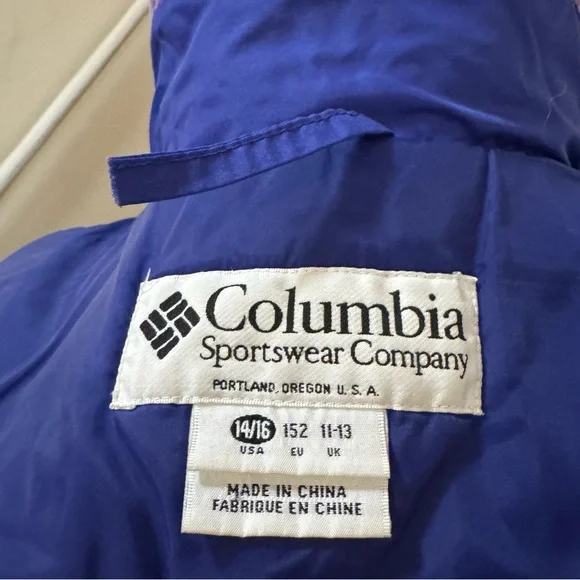 Columbia
Sportswear Company
PORTLAND, OREGON U. S. A.
14/16 152 11-13
USA EU UK
MADE IN CHINA
FABRIQUE EN CHINE